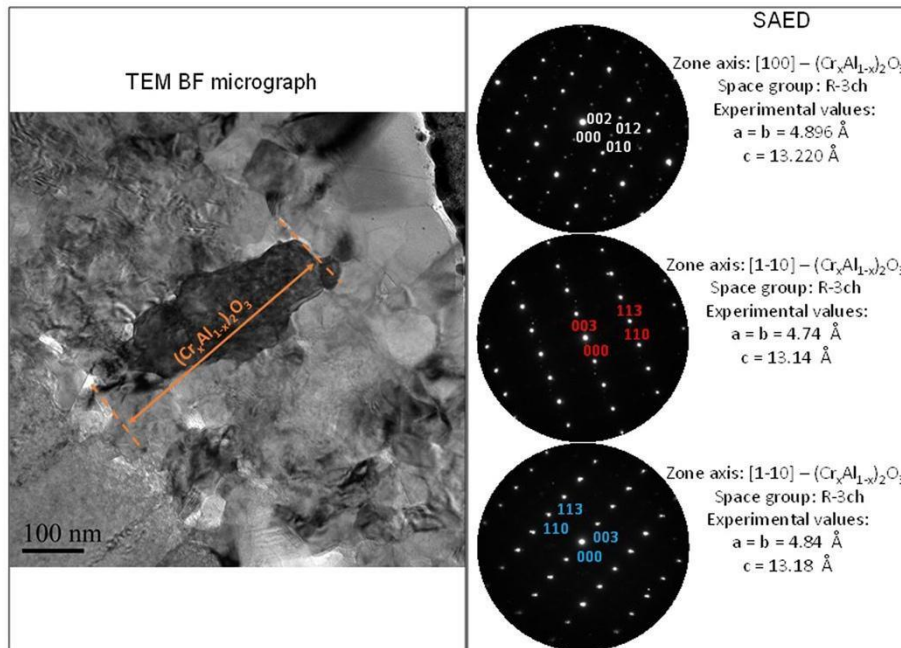 TEM BF micrograph
(CrₓAl₁₋ₓ)₂O₃
100 nm
SAED
002
000
012
010
Zone axis: [100] – (CrₓAl₁₋ₓ)₂O₃
Space group: R-3ch
Experimental values:
a = b = 4.896 Å
c = 13.220 Å
003
000
113
110
Zone axis: [1-10] – (CrₓAl₁₋ₓ)₂O₃
Space group: R-3ch
Experimental values:
a = b = 4.74 Å
c = 13.14 Å
113
110
003
000
Zone axis: [1-10] – (CrₓAl₁₋ₓ)₂O₃
Space group: R-3ch
Experimental values:
a = b = 4.84 Å
c = 13.18 Å